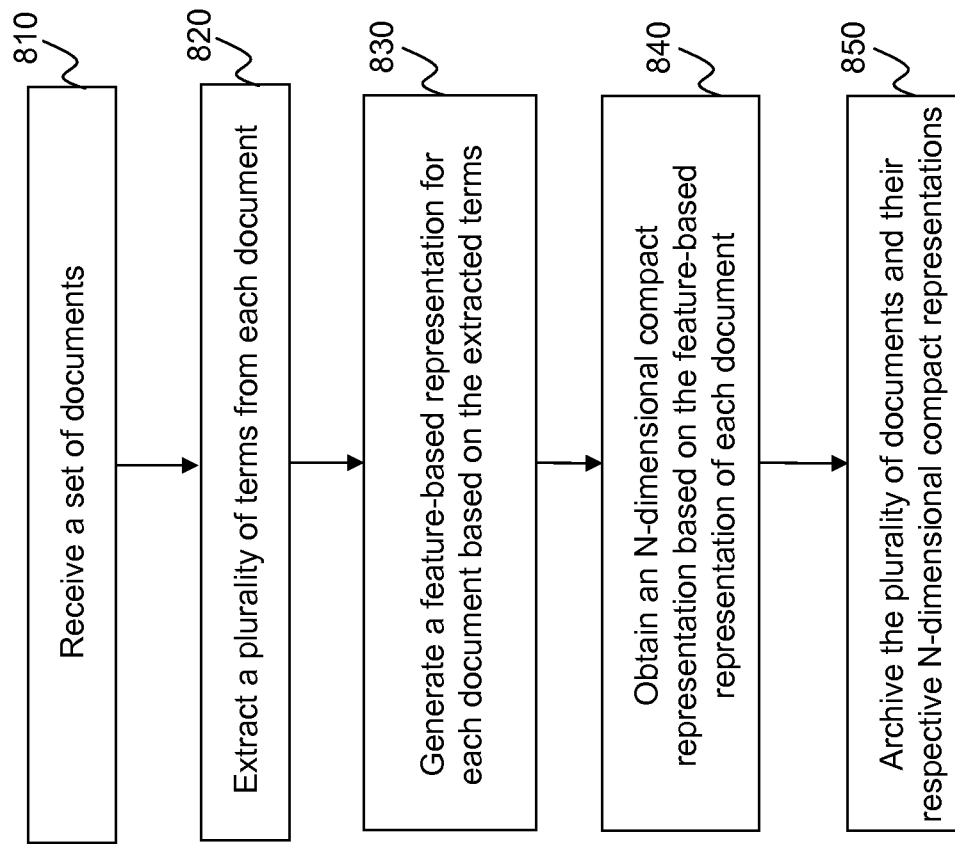 810
Receive a set of documents
820
Extract a plurality of terms from each document
830
Generate a feature-based representation for
each document based on the extracted terms
840
Obtain an N-dimensional compact
representation based on the feature-based
representation of each document
850
Archive the plurality of documents and their
respective N-dimensional compact representations